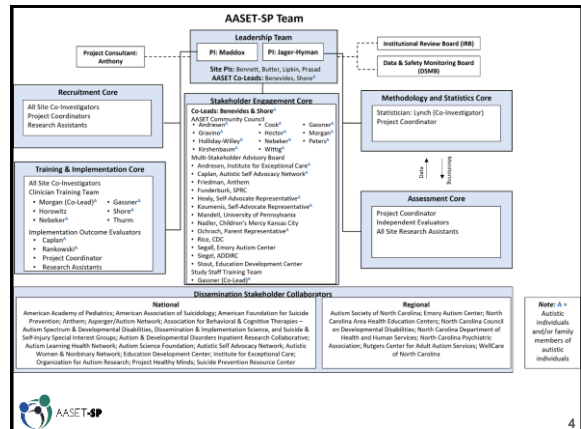 AASET-SP Team
Leadership Team
PI: Maddox
PI: Jager-Hyman
Site PIs: Bennett, Butter, Lipkin, Prasad
AASET Co-Leads: Benevides, Shore^A
Project Consultant:
Anthony
Institutional Review Board (IRB)
Data & Safety Monitoring Board
(DSMB)
Recruitment Core
All Site Co-Investigators
Project Coordinators
Research Assistants
Training & Implementation Core
All Site Co-Investigators
Clinician Training Team
• Morgan (Co-Lead)^A
• Horowitz
• Nebeker^A
• Gassner^A
• Shore^A
• Thurm
Implementation Outcome Evaluators
• Caplan^A
• Rankowski^A
• Project Coordinator
• Research Assistants
Stakeholder Engagement Core
Co-Leads: Benevides & Shore^A
AASET Community Council
• Andresen^A
• Gravino^A
• Holliday-Willey^A
• Kirshenbaum^A
• Cook^A
• Hector^A
• Nebeker^A
• Wittig^A
• Gassner^A
• Morgan^A
• Peters^A
Multi-Stakeholder Advisory Board
• Andresen, Institute for Exceptional Care^A
• Caplan, Autistic Self Advocacy Network^A
• Friedman, Anthem
• Funderburk, SPRC
• Healy, Self-Advocate Representative^A
• Koumenis, Self-Advocate Representative^A
• Mandell, University of Pennsylvania
• Nadler, Children's Mercy Kansas City
• Ochroch, Parent Representative^A
• Rice, CDC
• Segall, Emory Autism Center
• Siegel, ADDIRC
• Stout, Education Development Center
Study Staff Training Team
• Gassner (Co-Lead)^A
Methodology and Statistics Core
Statistician: Lynch (Co-Investigator)
Project Coordinator
Data
Monitoring
Assessment Core
Project Coordinator
Independent Evaluators
All Site Research Assistants
Dissemination Stakeholder Collaborators
National
American Academy of Pediatrics; American Association of Suicidology; American Foundation for Suicide
Prevention; Anthem; Asperger/Autism Network; Association for Behavioral & Cognitive Therapies –
Autism Spectrum & Developmental Disabilities, Dissemination & Implementation Science, and Suicide &
Self-Injury Special Interest Groups; Autism & Developmental Disorders Inpatient Research Collaborative;
Autism Learning Health Network; Autism Science Foundation; Autistic Self Advocacy Network; Autistic
Women & Nonbinary Network; Education Development Center; Institute for Exceptional Care;
Organization for Autism Research; Project Healthy Minds; Suicide Prevention Resource Center
Regional
Autism Society of North Carolina; Emory Autism Center; North
Carolina Area Health Education Centers; North Carolina Council
on Developmental Disabilities; North Carolina Department of
Health and Human Services; North Carolina Psychiatric
Association; Rutgers Center for Adult Autism Services; WellCare
of North Carolina
Note: A =
Autistic
individuals
and/or family
members of
autistic
individuals
AASET-SP
4